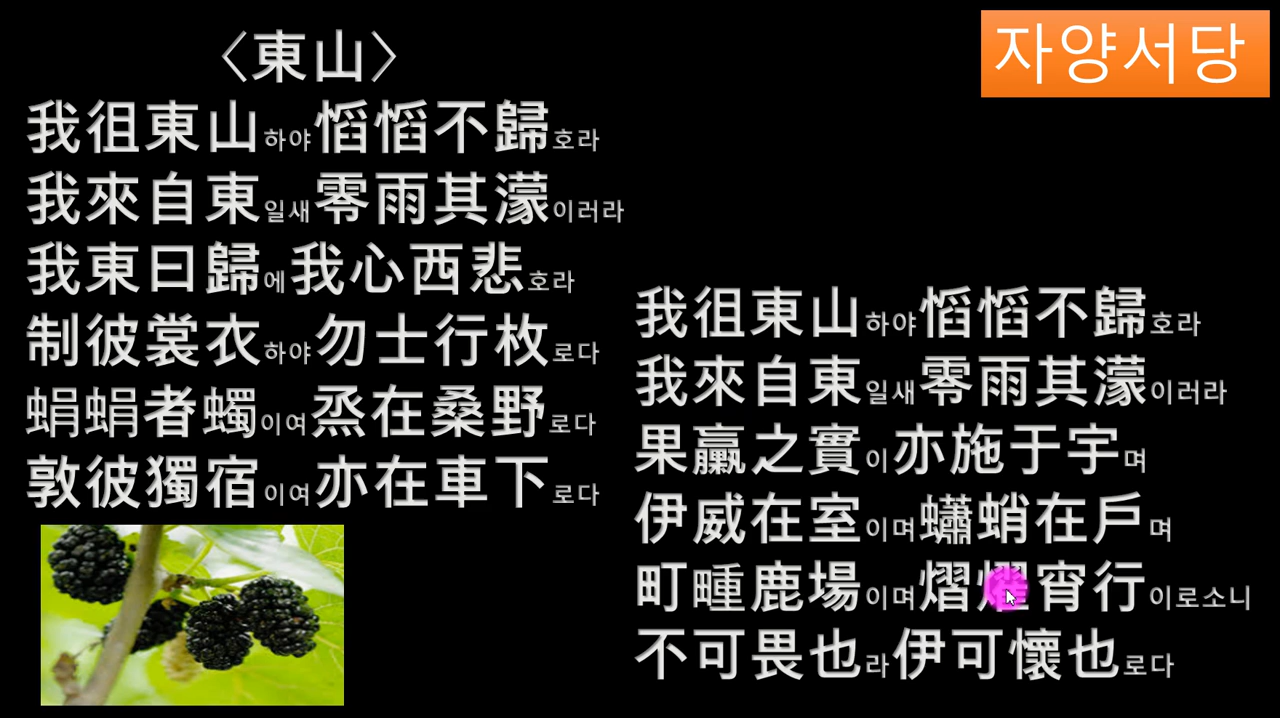 〈東山〉
자양서당
我徂東山하야慆慆不歸호라
我來自東일새零雨其濛이러라
我東曰歸에我心西悲호라
制彼裳衣하야勿士行枚로다
蜎蜎者蠋이여烝在桑野로다
敦彼獨宿이여亦在車下로다
我徂東山하야慆慆不歸호라
我來自東일새零雨其濛이러라
果臝之實이亦施于宇며
伊威在室이며蠨蛸在戶며
町畽鹿場이며熠燿宵行이로소니
不可畏也라伊可懷也로다